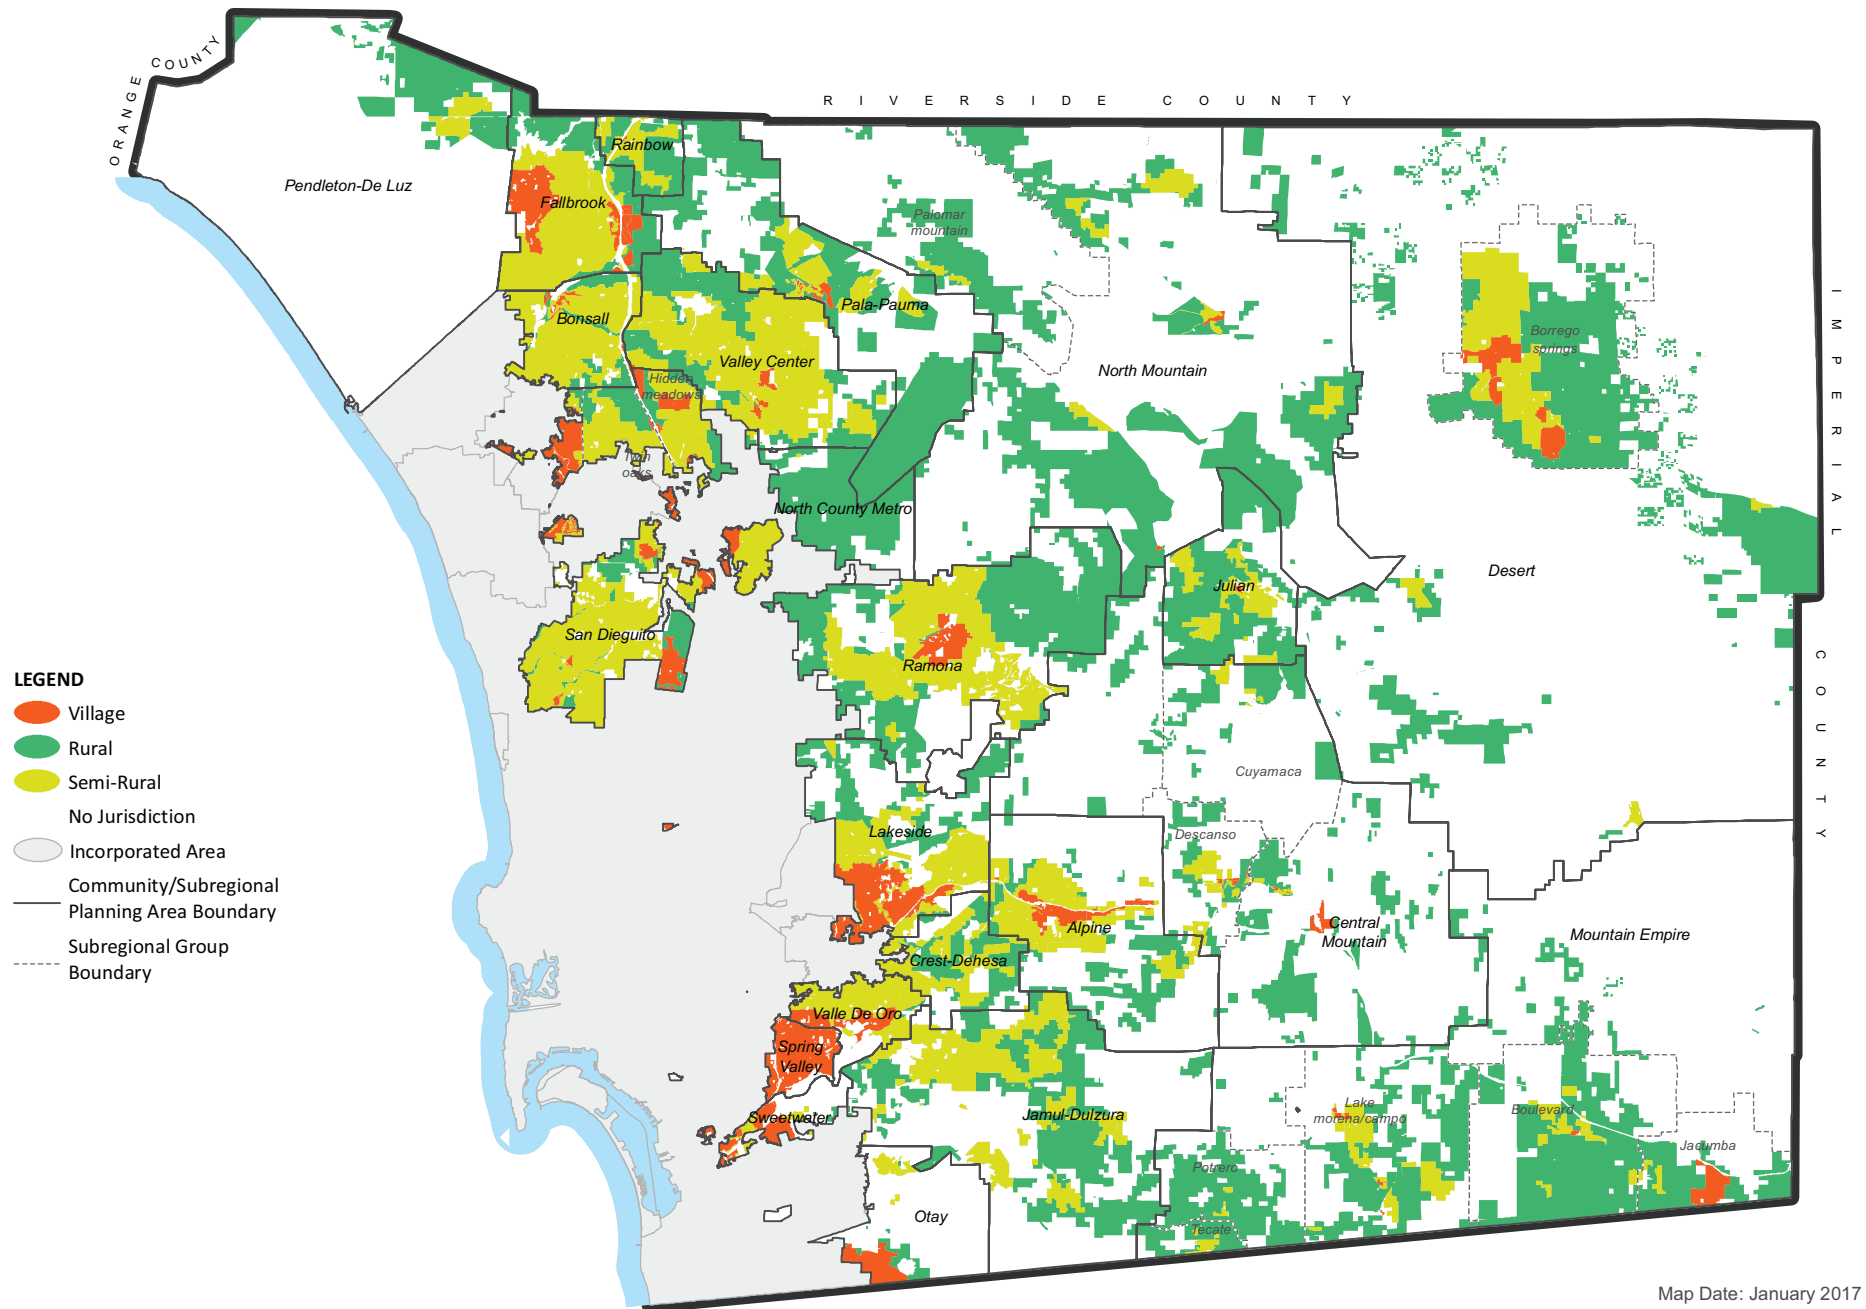 ORANGE COUNTY
RIVERSIDE COUNTY
IMPERIAL COUNTY
Rainbow
Pendleton-De Luz
Fallbrook
Palomar
mountain
Pala-Pauma
Bonsall
Borrego
springs
Valley Center
North Mountain
Hidden
meadows
Twin
oaks
North County Metro
Desert
Julian
San Dieguito
Ramona
LEGEND
Village
Rural
Semi-Rural
No Jurisdiction
Incorporated Area
Community/Subregional
Planning Area Boundary
Subregional Group
Boundary
Cuyamaca
Lakeside
Descanso
Alpine
Central
Mountain
Mountain Empire
Crest-Dehesa
Valle De Oro
Spring
Valley
Sweetwater
Jamul-Dulzura
Lake
morena/campo
Boulevard
Jacumba
Potrero
Otay
Tecate
Map Date: January 2017